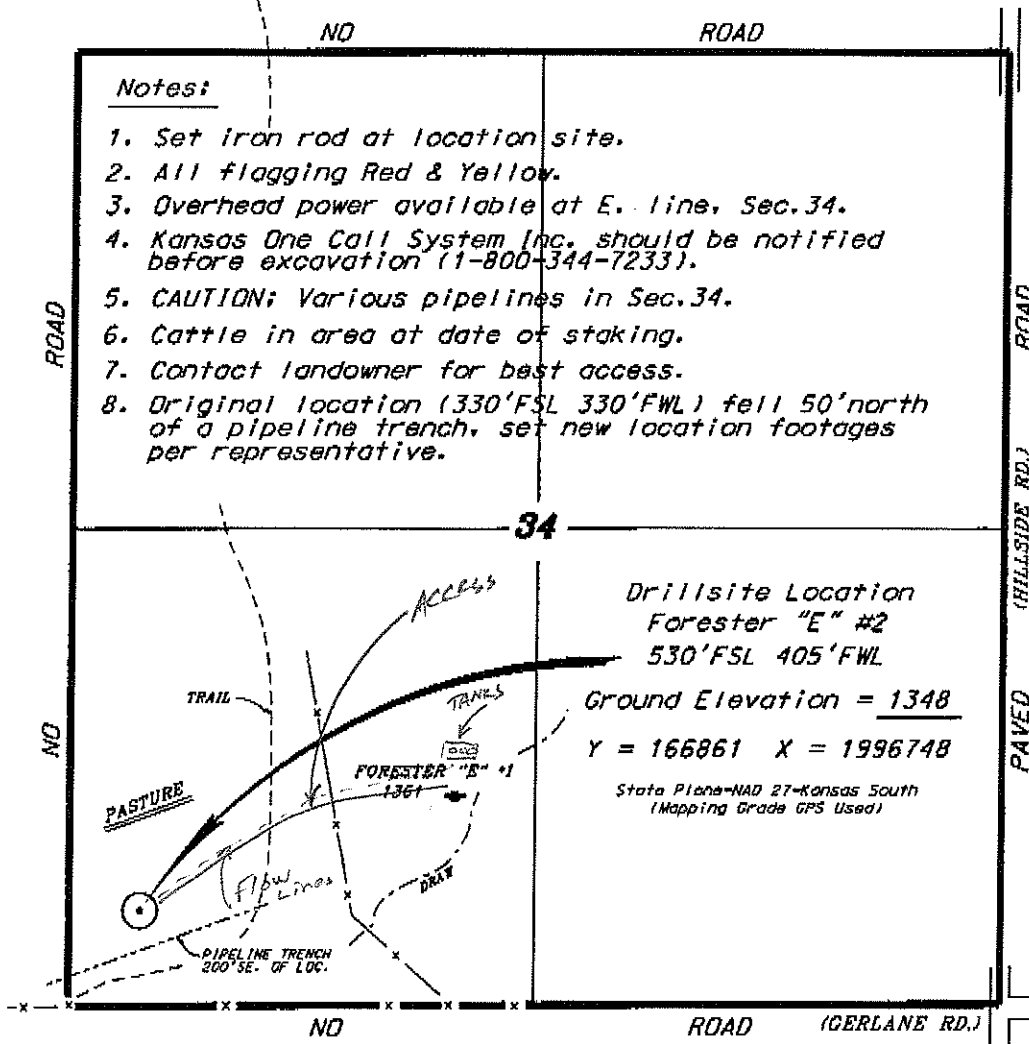 NO ROAD
Notes:
1. Set iron rod at location site.
2. All flagging Red & Yellow.
3. Overhead power available at E. line, Sec.34.
4. Kansas One Call System Inc. should be notified
before excavation (1-800-344-7233).
5. CAUTION: Various pipelines in Sec.34.
6. Cattle in area at date of staking.
7. Contact landowner for best access.
8. Original location (330'FSL 330'FWL) fell 50'north
of a pipeline trench, set new location footages
per representative.
NO ROAD
PAVED (HILLSIDE RD.) ROAD
34
ACCESS
Drillsite Location
Forester "E" #2
530'FSL 405'FWL
Ground Elevation = 1348
Y = 166861 X = 1996748
State Plane-NAD 27-Kansas South
(Mapping Grade GPS Used)
TRAIL
TANKS
FORESTER "E" #1
1361
PASTURE
Flow
Lines
DRAW
PIPELINE TRENCH
200'SE. OF LOC.
NO ROAD (GERLANE RD.)